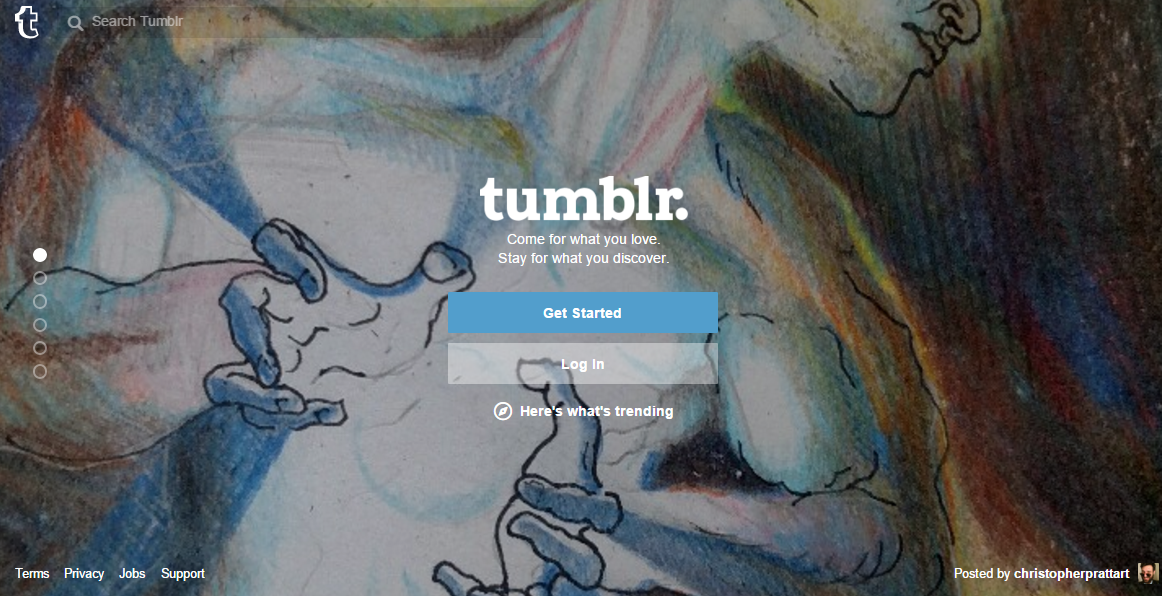 t
Search Tumblr
tumblr.
Come for what you love.
Stay for what you discover.
Get Started
Log In
Here's what's trending
Terms Privacy Jobs Support
Posted by christopherprattart